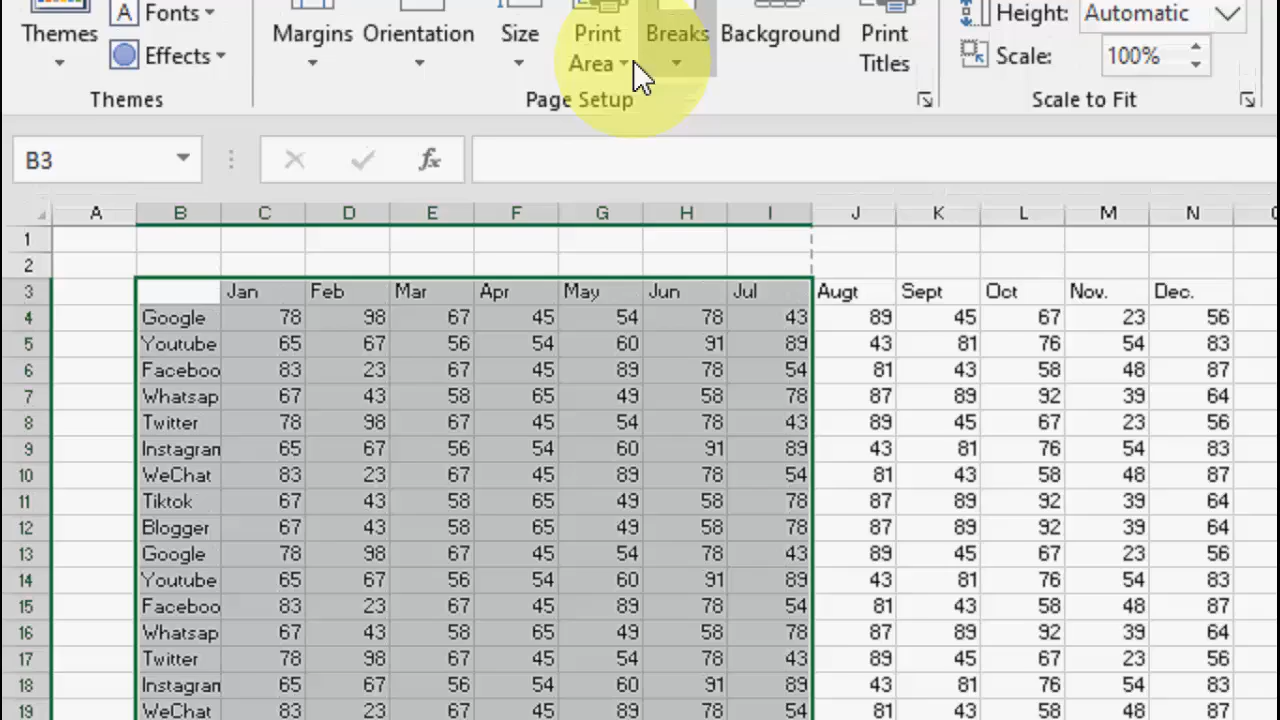 Themes
Fonts
Effects
Themes
Margins
Orientation
Size
Print
Area
Breaks
Background
Print
Titles
Page Setup
Height: Automatic
Scale: 100%
Scale to Fit
B3
fx
A B C D E F G H I J K L M N
1
2
3 Jan Feb Mar Apr May Jun Jul Augt Sept Oct Nov. Dec.
4 Google 78 98 67 45 54 78 43 89 45 67 23 56
5 Youtube 65 67 56 54 60 91 89 43 81 76 54 83
6 Faceboo 83 23 67 45 89 78 54 81 43 58 48 87
7 Whatsap 67 43 58 65 49 58 78 87 89 92 39 64
8 Twitter 78 98 67 45 54 78 43 89 45 67 23 56
9 Instagram 65 67 56 54 60 91 89 43 81 76 54 83
10 WeChat 83 23 67 45 89 78 54 81 43 58 48 87
11 Tiktok 67 43 58 65 49 58 78 87 89 92 39 64
12 Blogger 67 43 58 65 49 58 78 87 89 92 39 64
13 Google 78 98 67 45 54 78 43 89 45 67 23 56
14 Youtube 65 67 56 54 60 91 89 43 81 76 54 83
15 Faceboo 83 23 67 45 89 78 54 81 43 58 48 87
16 Whatsap 67 43 58 65 49 58 78 87 89 92 39 64
17 Twitter 78 98 67 45 54 78 43 89 45 67 23 56
18 Instagram 65 67 56 54 60 91 89 43 81 76 54 83
19 WeChat 83 23 67 45 89 78 54 81 43 58 48 87